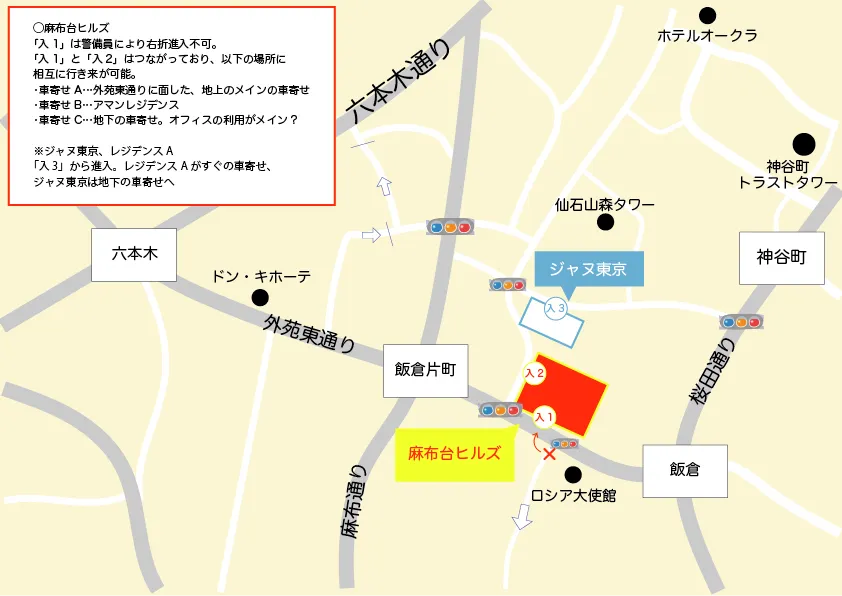 ○麻布台ヒルズ
「入1」は警備員により右折進入不可。
「入1」と「入2」はつながっており、以下の場所に
相互に行き来が可能。
・車寄せA…外苑東通りに面した、地上のメインの車寄せ
・車寄せB…アマンレジデンス
・車寄せC…地下の車寄せ。オフィスの利用がメイン？
※ジャヌ東京、レジデンスA
「入3」から進入。レジデンスAがすぐの車寄せ、
ジャヌ東京は地下の車寄せへ
六本木通り
ホテルオークラ
神谷町
トラストタワー
仙石山森タワー
六本木
神谷町
ジャヌ東京
ドン・キホーテ
入3
外苑東通り
桜田通り
飯倉片町
入2
入1
麻布台ヒルズ
飯倉
麻布通り
ロシア大使館